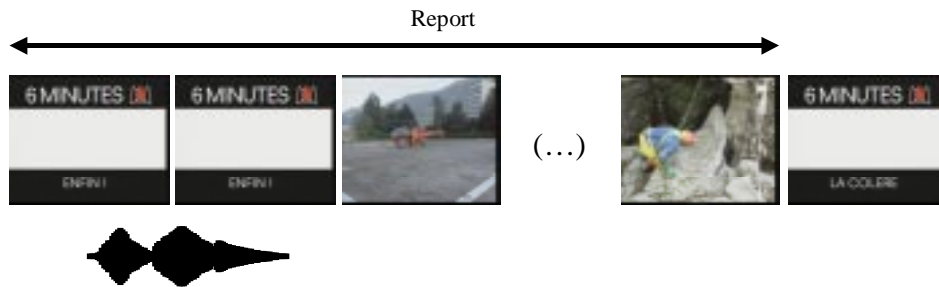 Report
6 MINUTES
6 MINUTES
(…)
6 MINUTES
ENFIN !
ENFIN !
LA COLERE